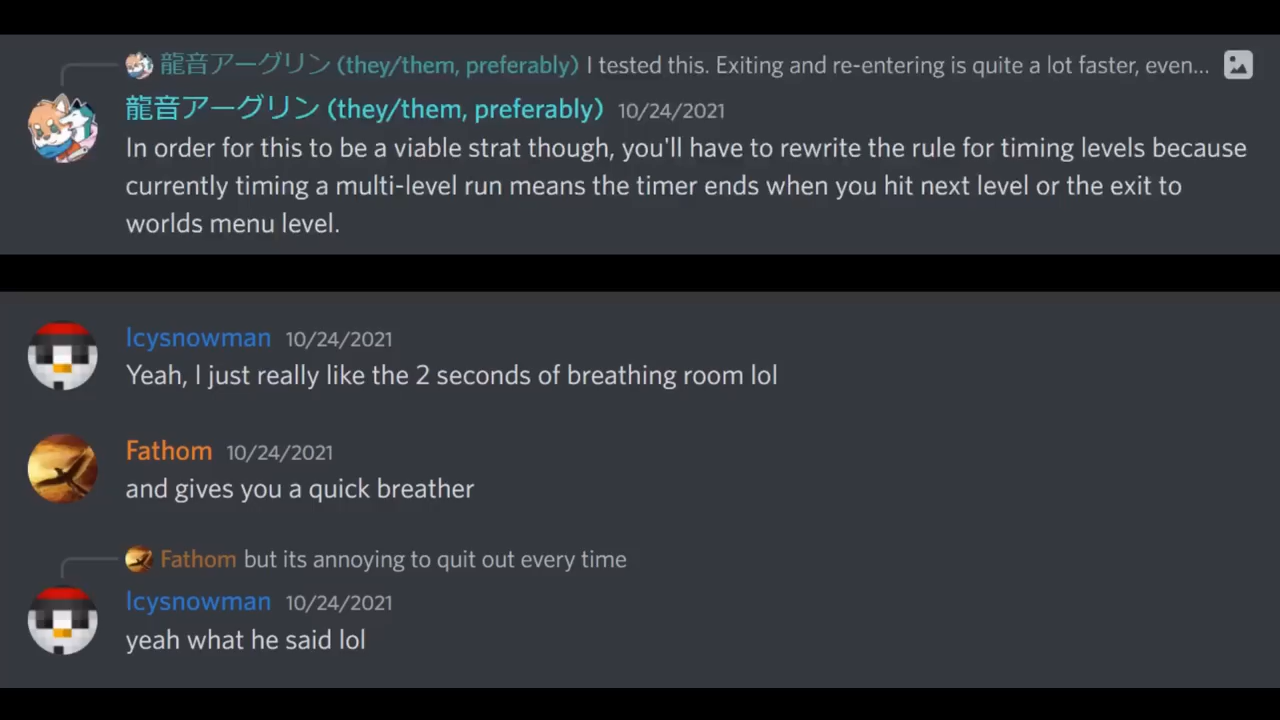 龍音アーグリン (they/them, preferably) I tested this. Exiting and re-entering is quite a lot faster, even...
龍音アーグリン (they/them, preferably) 10/24/2021
In order for this to be a viable strat though, you'll have to rewrite the rule for timing levels because
currently timing a multi-level run means the timer ends when you hit next level or the exit to
worlds menu level.
Icysnowman 10/24/2021
Yeah, I just really like the 2 seconds of breathing room lol
Fathom 10/24/2021
and gives you a quick breather
Fathom but its annoying to quit out every time
Icysnowman 10/24/2021
yeah what he said lol